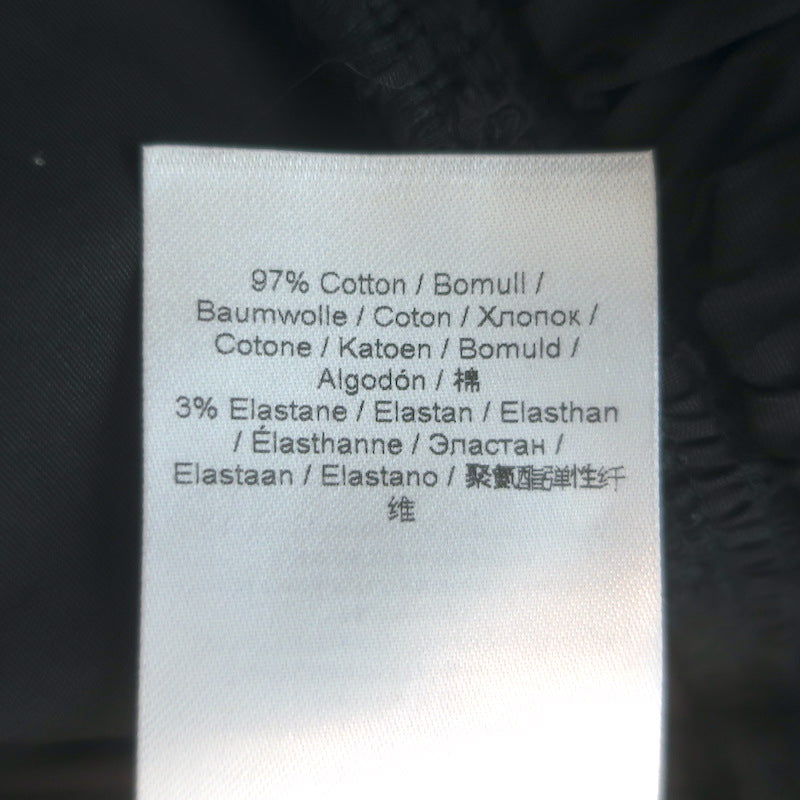 97% Cotton / Bomull /
Baumwolle / Coton / Хлопок /
Cotone / Katoen / Bomuld /
Algodón / 棉
3% Elastane / Elastan / Elasthan
/ Élasthanne / Эластан /
Elastaan / Elastano / 聚氨酯弹性纤
维